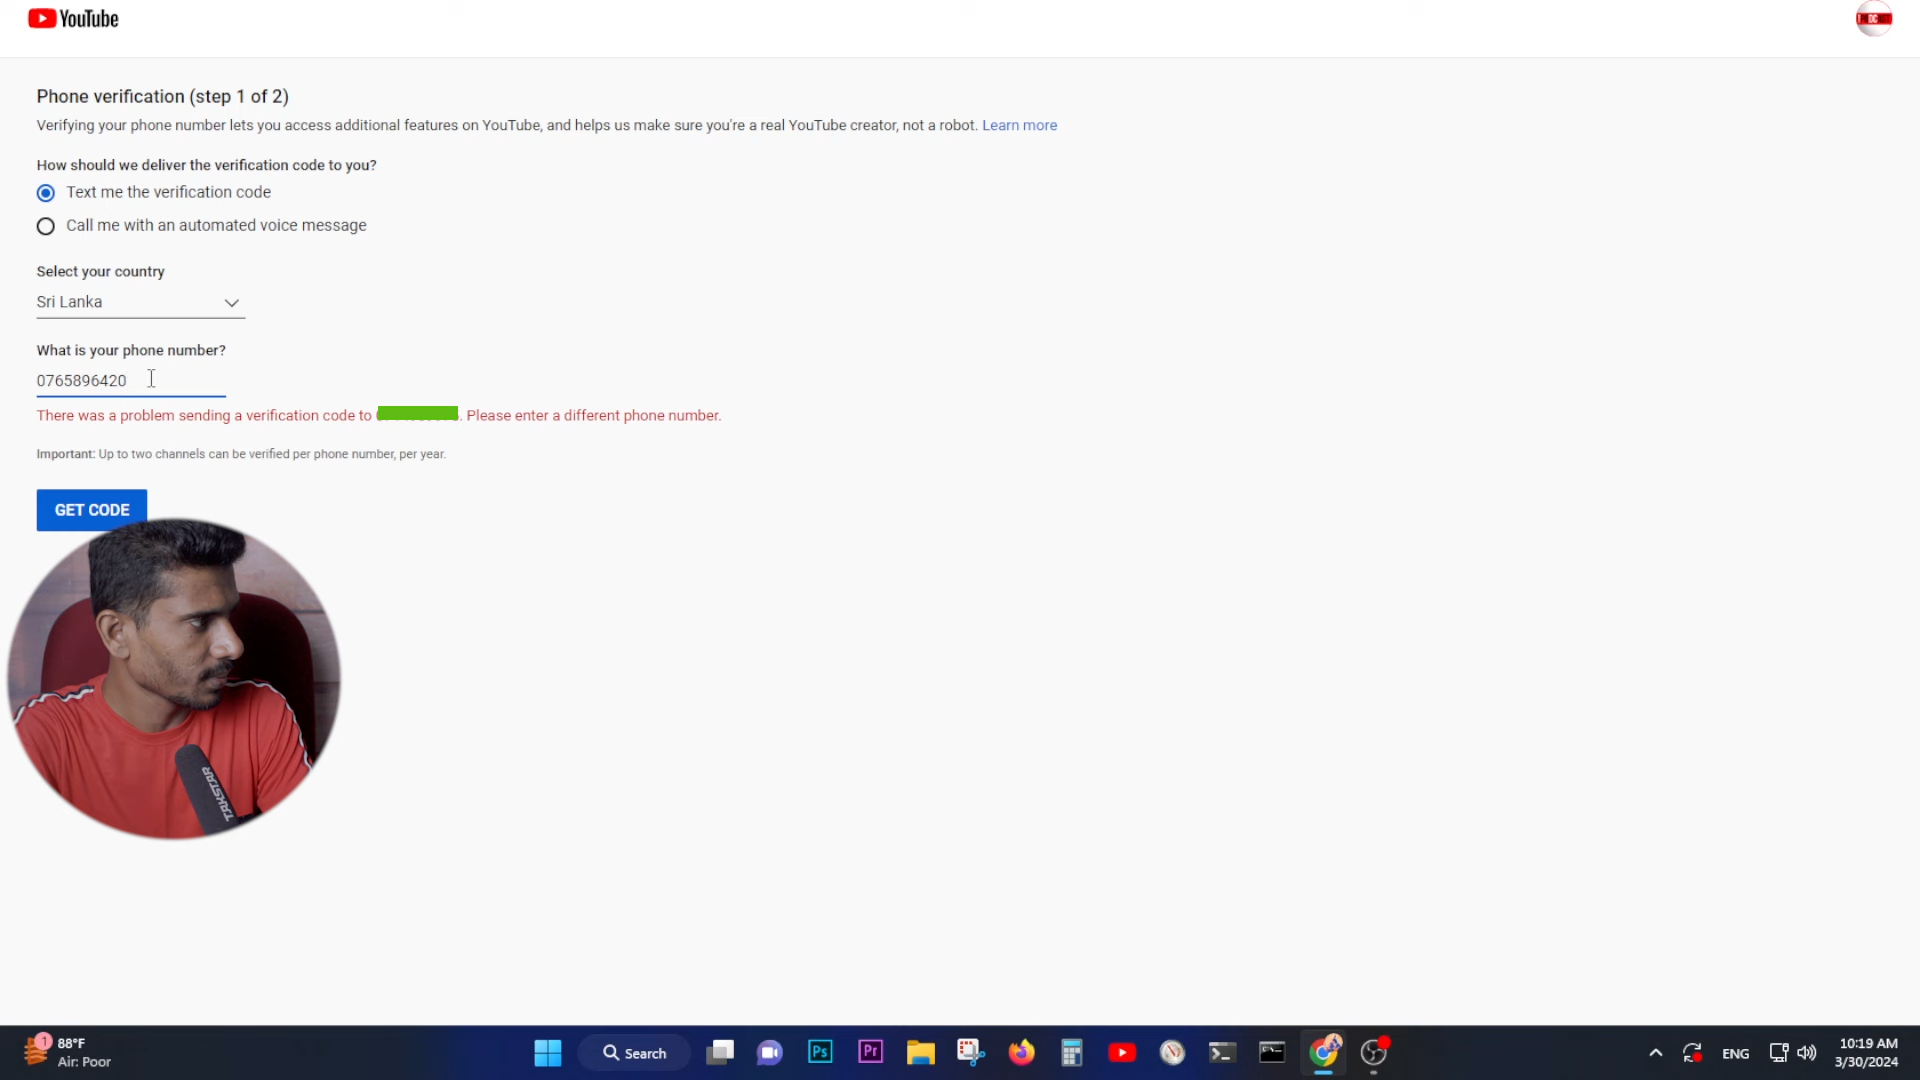 YouTube
Phone verification (step 1 of 2)
Verifying your phone number lets you access additional features on YouTube, and helps us make sure you're a real YouTube creator, not a robot. Learn more
How should we deliver the verification code to you?
Text me the verification code
Call me with an automated voice message
Select your country
Sri Lanka
What is your phone number?
0765896420
There was a problem sending a verification code to . Please enter a different phone number.
Important: Up to two channels can be verified per phone number, per year.
GET CODE
TAKSTAR
1
88°F
Air: Poor
Search
Ps
Pr
ENG
10:19 AM
3/30/2024